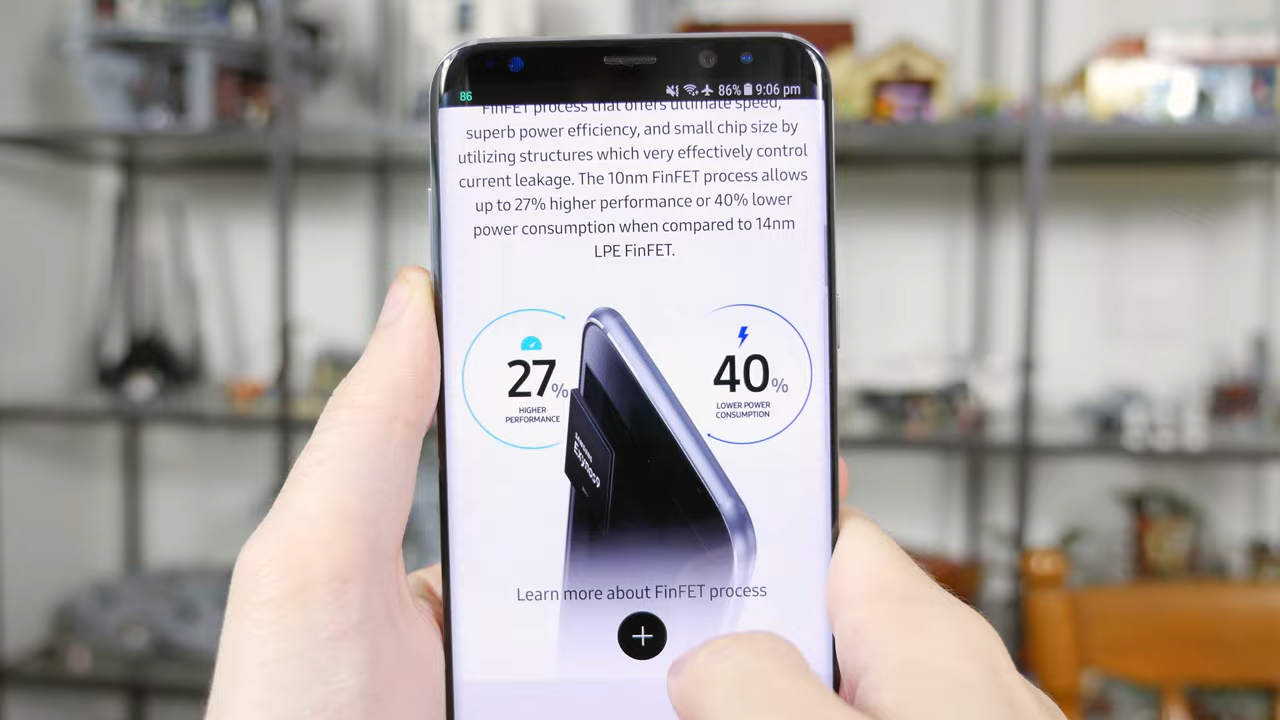 86
86% 9:06 pm
FinFET process that offers ultimate speed,
superb power efficiency, and small chip size by
utilizing structures which very effectively control
current leakage. The 10nm FinFET process allows
up to 27% higher performance or 40% lower
power consumption when compared to 14nm
LPE FinFET.
27%
HIGHER
PERFORMANCE
40%
LOWER POWER
CONSUMPTION
SAMSUNG
Exynos9
Learn more about FinFET process